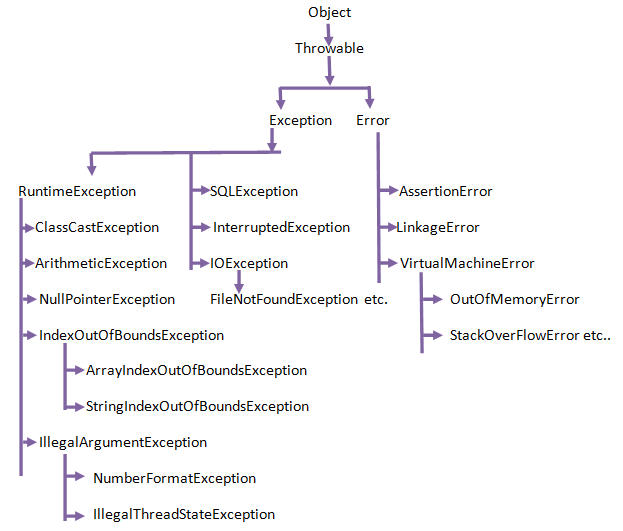 Object
Throwable
Exception
Error
RuntimeException
SQLException
AssertionError
ClassCastException
InterruptedException
LinkageError
ArithmeticException
IOException
VirtualMachineError
NullPointerException
FileNotFoundException etc.
OutOfMemoryError
IndexOutOfBoundsException
StackOverFlowError etc..
ArrayIndexOutOfBoundsException
StringIndexOutOfBoundsException
IllegalArgumentException
NumberFormatException
IllegalThreadStateException